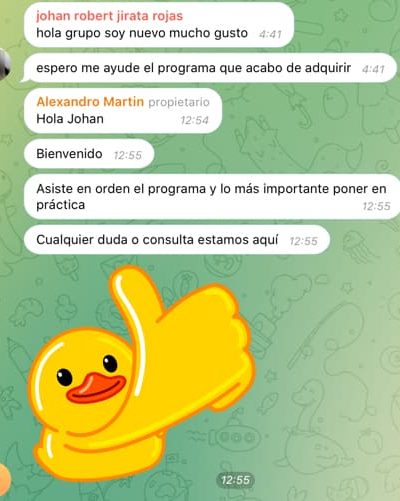 johan robert jirata rojas
hola grupo soy nuevo mucho gusto 4:41
espero me ayude el programa que acabo de adquirir 4:41
Alexandro Martin propietario
Hola Johan 12:54
Bienvenido 12:55
Asiste en orden el programa y lo más importante poner en
práctica 12:55
Cualquier duda o consulta estamos aquí 12:55
12:55